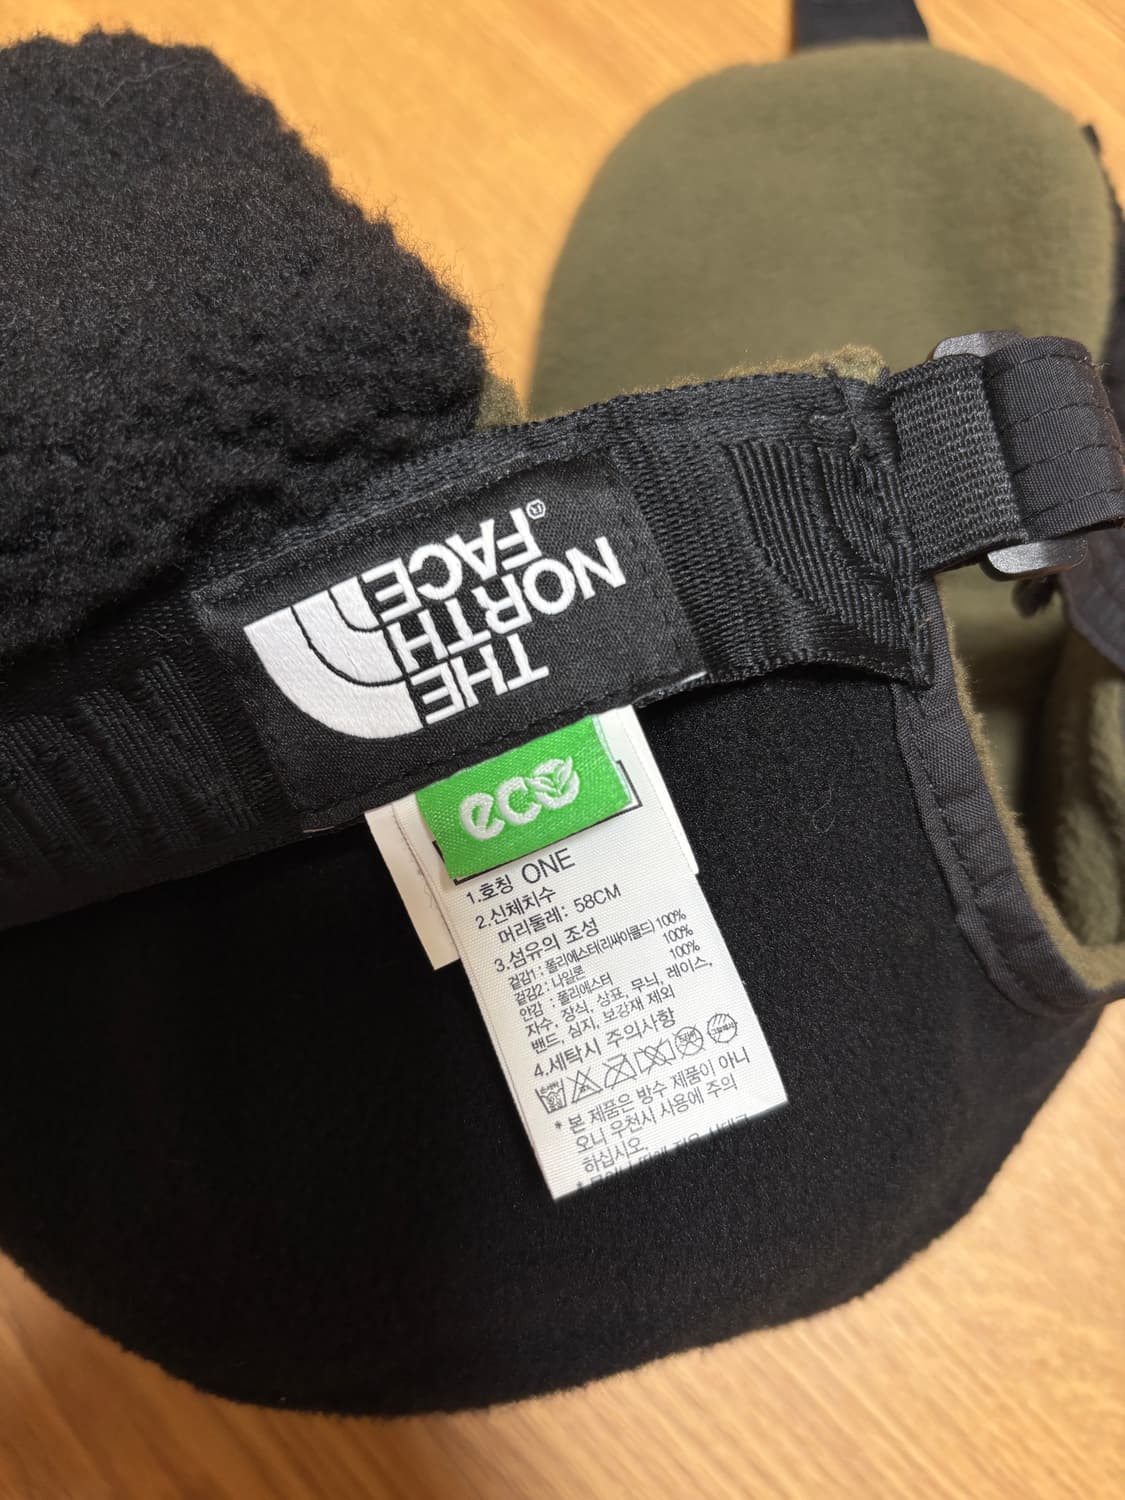 THE
NORTH
FACE®
eco
1.호칭 ONE
2.신체치수
머리둘레: 58CM
3.섬유의 조성
겉감1 : 폴리에스터(리싸이클드) 100%
겉감2 : 나일론 100%
안감 : 폴리에스터 100%
자수, 장식, 상표, 무늬, 레이스,
밴드, 심지, 보강재 제외
4.세탁시 주의사항
* 본 제품은 방수 제품이 아니
오니 우천시 사용에 주의
하십시오.